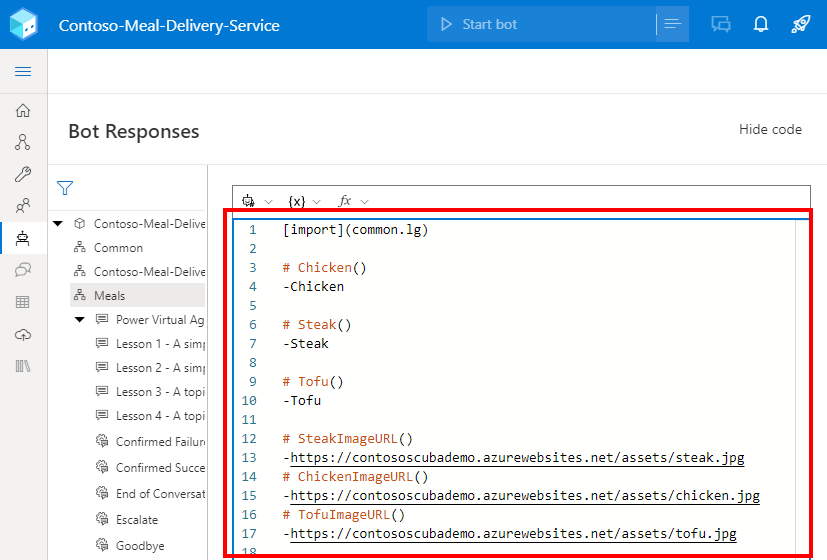 Contoso-Meal-Delivery-Service
Start bot
Bot Responses
Hide code
{x}
fx
Contoso-Meal-Delive
Common
Contoso-Meal-Delive
Meals
Power Virtual Ag
Lesson 1 - A simp
Lesson 2 - A simp
Lesson 3 - A topi
Lesson 4 - A topi
Confirmed Failure
Confirmed Succe
End of Conversat
Escalate
Goodbye
1 [import](common.lg)
2
3 # Chicken()
4 -Chicken
5
6 # Steak()
7 -Steak
8
9 # Tofu()
10 -Tofu
11
12 # SteakImageURL()
13 -https://contososcubademo.azurewebsites.net/assets/steak.jpg
14 # ChickenImageURL()
15 -https://contososcubademo.azurewebsites.net/assets/chicken.jpg
16 # TofuImageURL()
17 -https://contososcubademo.azurewebsites.net/assets/tofu.jpg
18